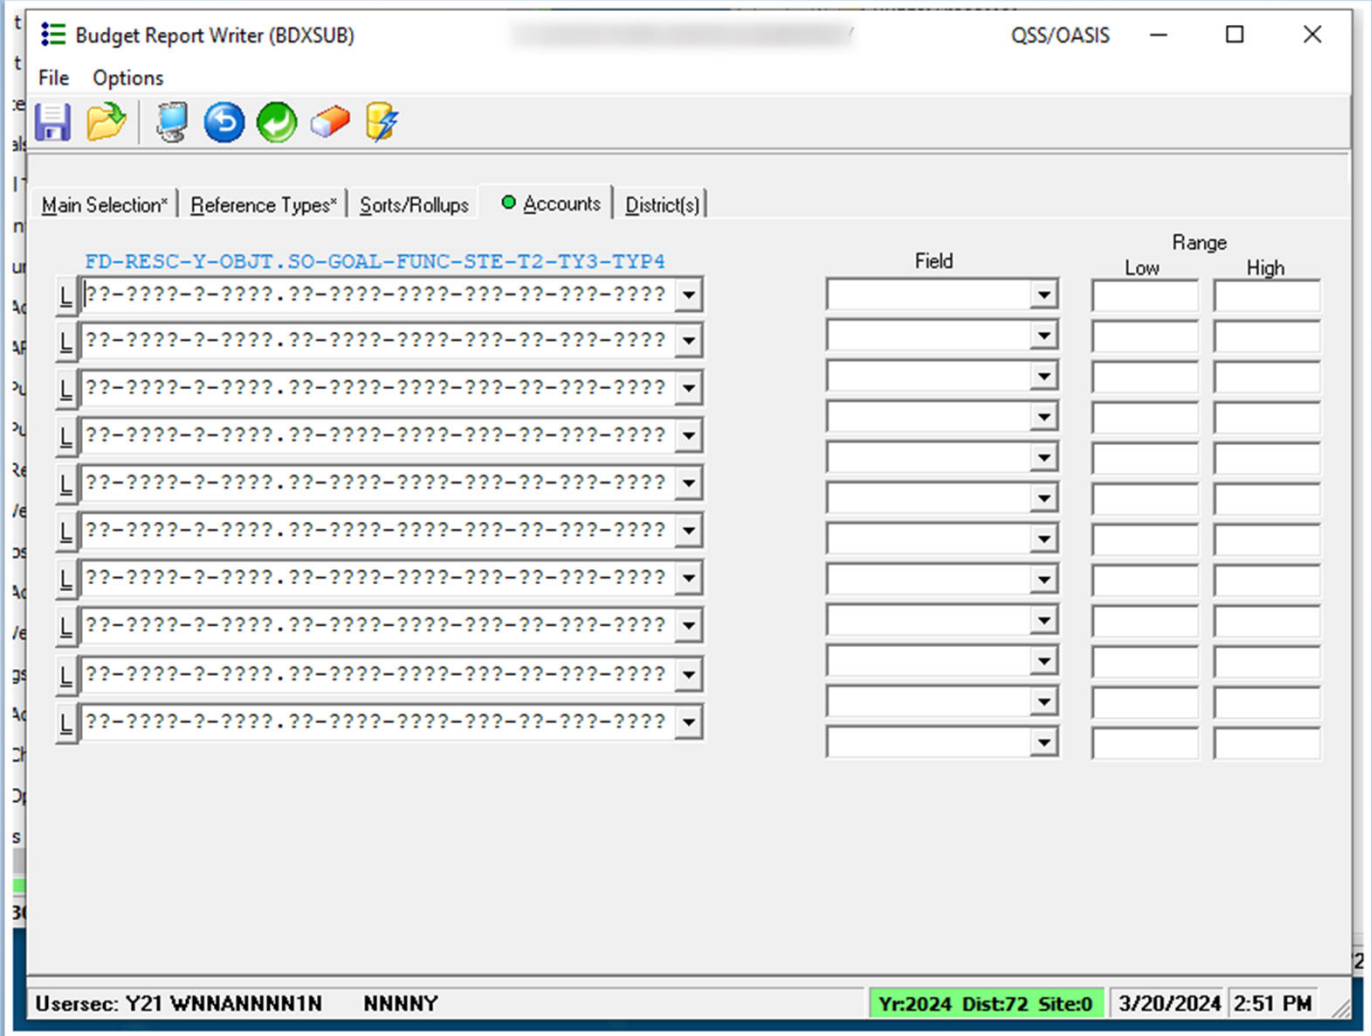 Budget Report Writer (BDXSUB) QSS/OASIS
File Options
Main Selection* Reference Types* Sorts/Rollups Accounts District(s)
Range
FD-RESC-Y-OBJT.SO-GOAL-FUNC-STE-T2-TY3-TYP4 Field Low High
L ??-????-?-????.??-????-????-???-??-???-????
L ??-????-?-????.??-????-????-???-??-???-????
L ??-????-?-????.??-????-????-???-??-???-????
L ??-????-?-????.??-????-????-???-??-???-????
L ??-????-?-????.??-????-????-???-??-???-????
L ??-????-?-????.??-????-????-???-??-???-????
L ??-????-?-????.??-????-????-???-??-???-????
L ??-????-?-????.??-????-????-???-??-???-????
L ??-????-?-????.??-????-????-???-??-???-????
L ??-????-?-????.??-????-????-???-??-???-????
Usersec: Y21 WNNANNNN1N NNNNY Yr:2024 Dist:72 Site:0 3/20/2024 2:51 PM